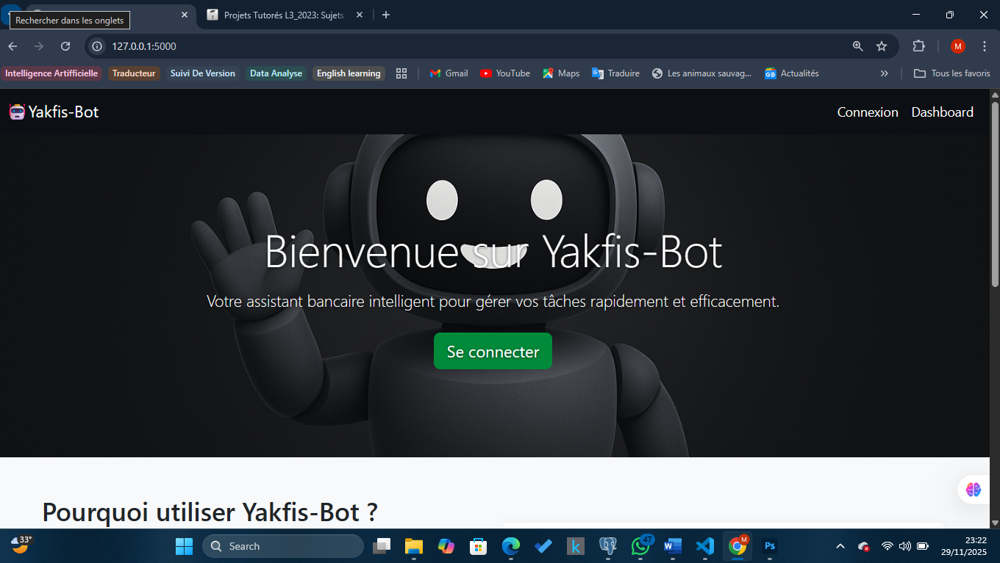 Rechercher dans les onglets
Projets Tutorés L3_2023: Sujets
127.0.0.1:5000
M
Intelligence Artifficielle
Traducteur
Suivi De Version
Data Analyse
English learning
Gmail
YouTube
Maps
Traduire
Les animaux sauvag...
Actualités
Tous les favoris
Yakfis-Bot
Connexion
Dashboard
Bienvenue sur Yakfis-Bot
Votre assistant bancaire intelligent pour gérer vos tâches rapidement et efficacement.
Se connecter
Pourquoi utiliser Yakfis-Bot ?
33°
Search
k
47
W
M
Ps
23:22
29/11/2025